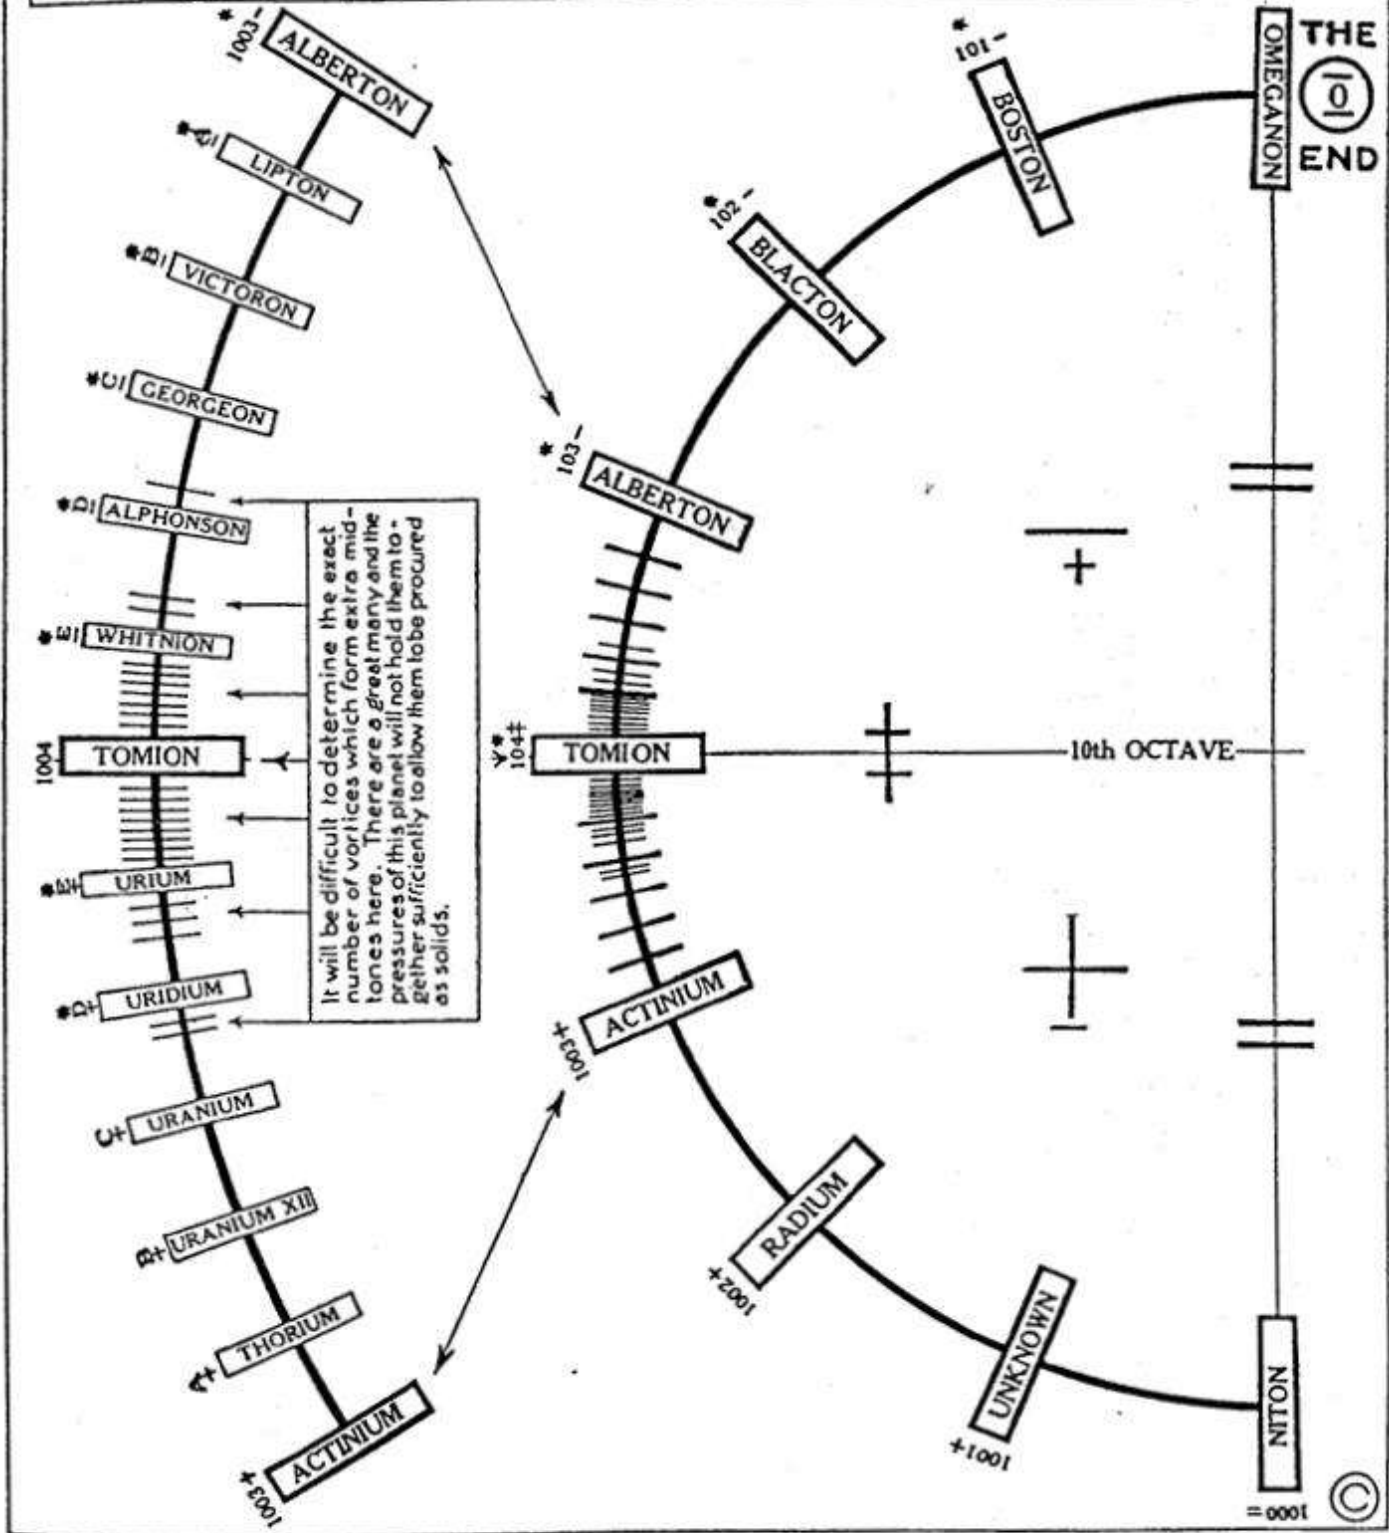 1003-
*
ALBERTON
*A-
LIPTON
*B-
VICTORON
*C-
GEORGEON
*D-
ALPHONSON
*E-
WHITNION
1004
TOMION
*E+
URIUM
*D+
URIDIUM
C+
URANIUM
B+
URANIUM XII
A+
THORIUM
1003+
ACTINIUM
It will be difficult to determine the exact
number of vortices which form extra mid-
tones here. There are a great many and the
pressures of this planet will not hold them to-
gether sufficiently to allow them to be procured
as solids.
THE
0
END
OMEGANON
*
101-
BOSTON
*
102-
BLACTON
*
103-
ALBERTON
*
104‡
TOMION
10th OCTAVE
+
-
1003+
ACTINIUM
1002+
RADIUM
1001+
UNKNOWN
1000=
NITON
©